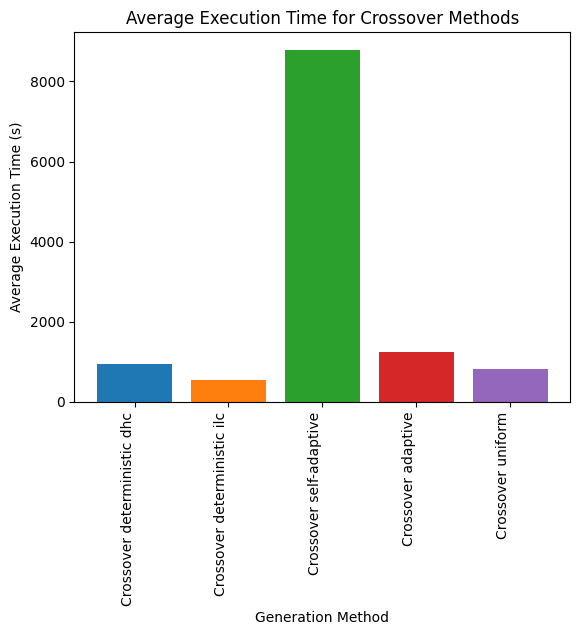 Average Execution Time for Crossover Methods
Average Execution Time (s)
8000
6000
4000
2000
0
Crossover deterministic dhc
Crossover deterministic ilc
Crossover self-adaptive
Crossover adaptive
Crossover uniform
Generation Method